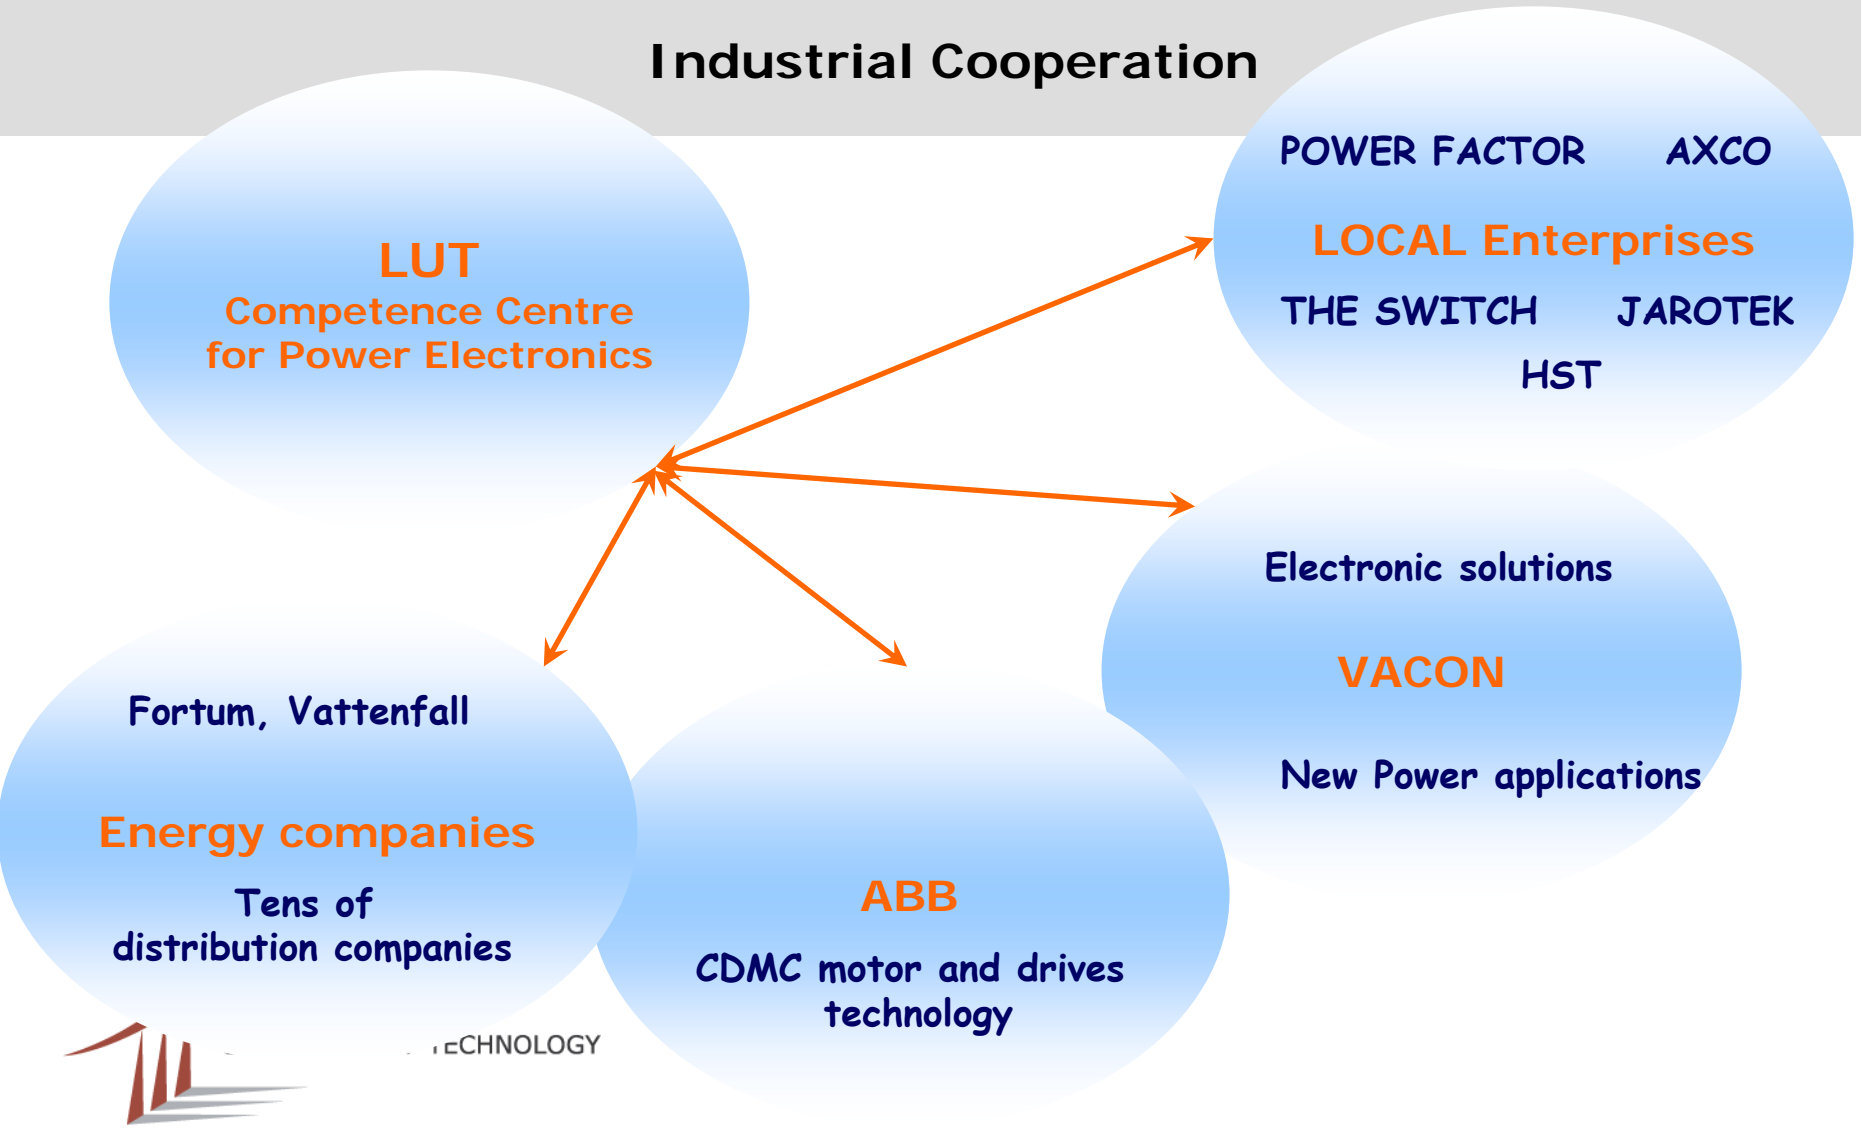 Industrial Cooperation
LUT
Competence Centre
for Power Electronics
POWER FACTOR AXCO
LOCAL Enterprises
THE SWITCH JAROTEK
HST
Electronic solutions
VACON
New Power applications
Fortum, Vattenfall
Energy companies
Tens of
distribution companies
ABB
CDMC motor and drives
technology
TECHNOLOGY